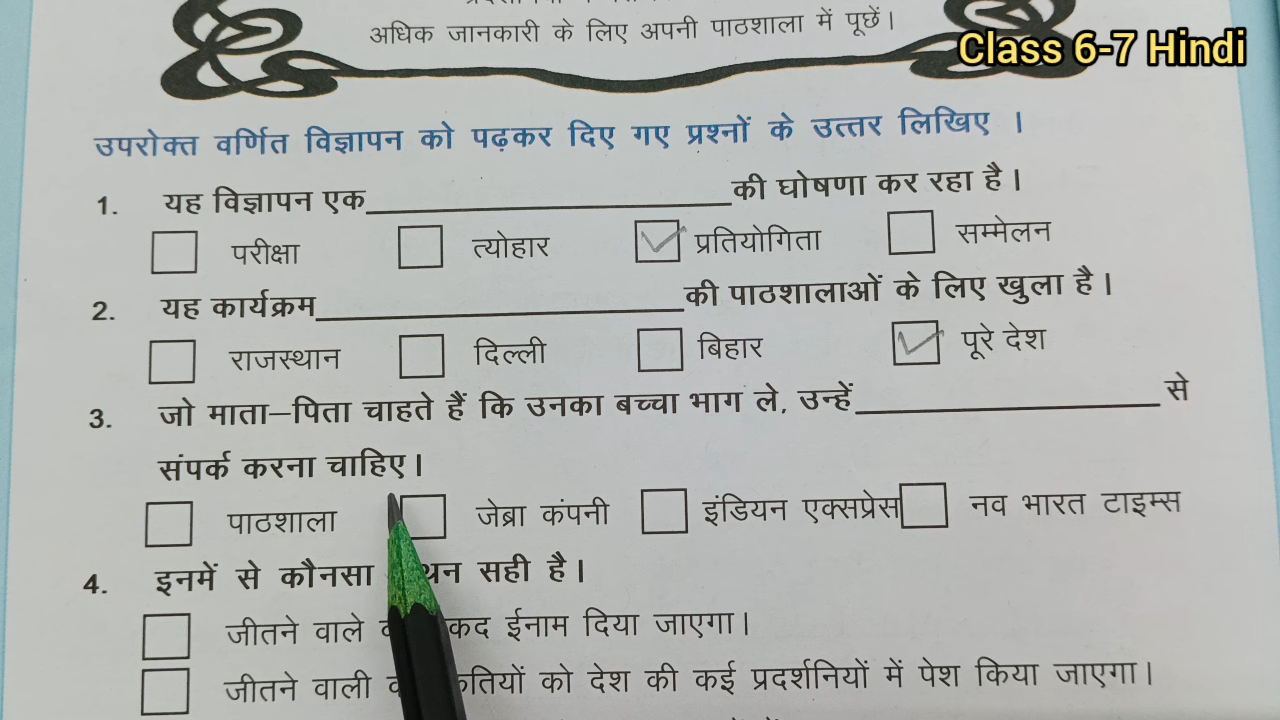 अधिक जानकारी के लिए अपनी पाठशाला में पूछें।
Class 6-7 Hindi
उपरोक्त वर्णित विज्ञापन को पढ़कर दिए गए प्रश्नों के उत्तर लिखिए ।
1. यह विज्ञापन एक____________की घोषणा कर रहा है।
परीक्षा त्योहार प्रतियोगिता सम्मेलन
2. यह कार्यक्रम____________की पाठशालाओं के लिए खुला है।
राजस्थान दिल्ली बिहार पूरे देश
3. जो माता–पिता चाहते हैं कि उनका बच्चा भाग ले, उन्हें____________से
संपर्क करना चाहिए।
पाठशाला जेब्रा कंपनी इंडियन एक्सप्रेस नव भारत टाइम्स
4. इनमें से कौनसा सही है।
जीतने वाले ईनाम दिया जाएगा।
जीतने वाली को देश की कई प्रदर्शनियों में पेश किया जाएगा।